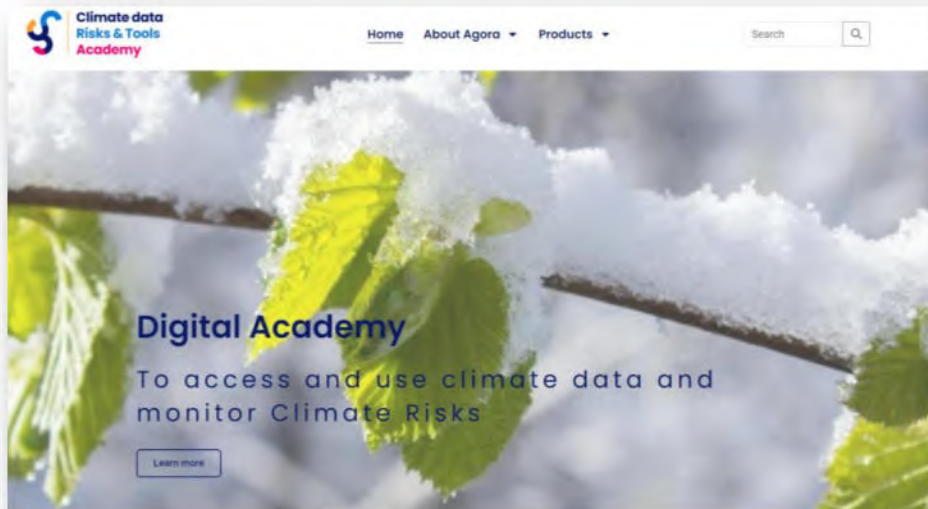 Climate data
Risks & Tools
Academy
Home About Agora Products
Search
Digital Academy
To access and use climate data and
monitor Climate Risks
Learn more